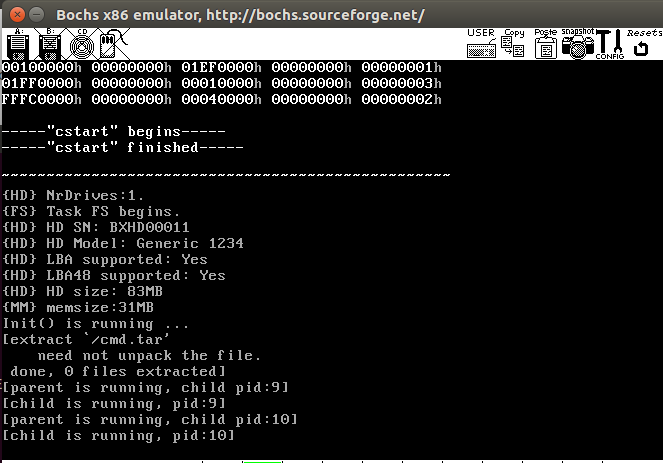 Bochs x86 emulator, http://bochs.sourceforge.net/
A: B: CD USER Copy Paste snapshot CONFIG Resets
00100000h 00000000h 01EF0000h 00000000h 00000001h
01FF0000h 00000000h 00010000h 00000000h 00000003h
FFFC0000h 00000000h 00040000h 00000000h 00000002h
-----"cstart" begins-----
-----"cstart" finished-----
~~~~~~~~~~~~~~~~~~~~~~~~~~~~~~~~~~~~~~~~~~~~~~~~~~
{HD} NrDrives:1.
{FS} Task FS begins.
{HD} HD SN: BXHD00011
{HD} HD Model: Generic 1234
{HD} LBA supported: Yes
{HD} LBA48 supported: Yes
{HD} HD size: 83MB
{MM} memsize:31MB
Init() is running ...
[extract `/cmd.tar'
    need not unpack the file.
 done, 0 files extracted]
[parent is running, child pid:9]
[child is running, pid:9]
[parent is running, child pid:10]
[child is running, pid:10]